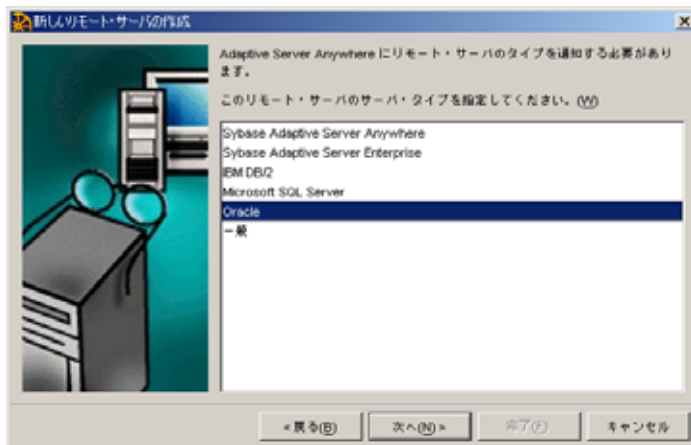 新しいリモート・サーバの作成
Adaptive Server Anywhere にリモート・サーバのタイプを通知する必要があり
ます。
このリモート・サーバのサーバ・タイプを指定してください。(W)
Sybase Adaptive Server Anywhere
Sybase Adaptive Server Enterprise
IBM DB/2
Microsoft SQL Server
Oracle
一般
«戻る(B)
次へ(N)»
完了(F)
キャンセル